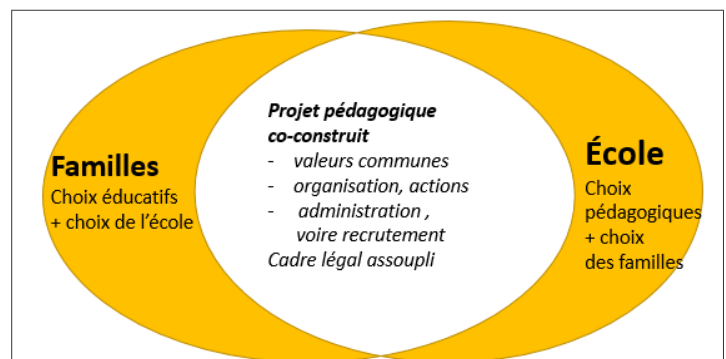 Familles
Choix éducatifs
+ choix de l'école
Projet pédagogique
co-construit
- valeurs communes
- organisation, actions
- administration ,
voire recrutement
Cadre légal assoupli
École
Choix
pédagogiques
+ choix
des familles